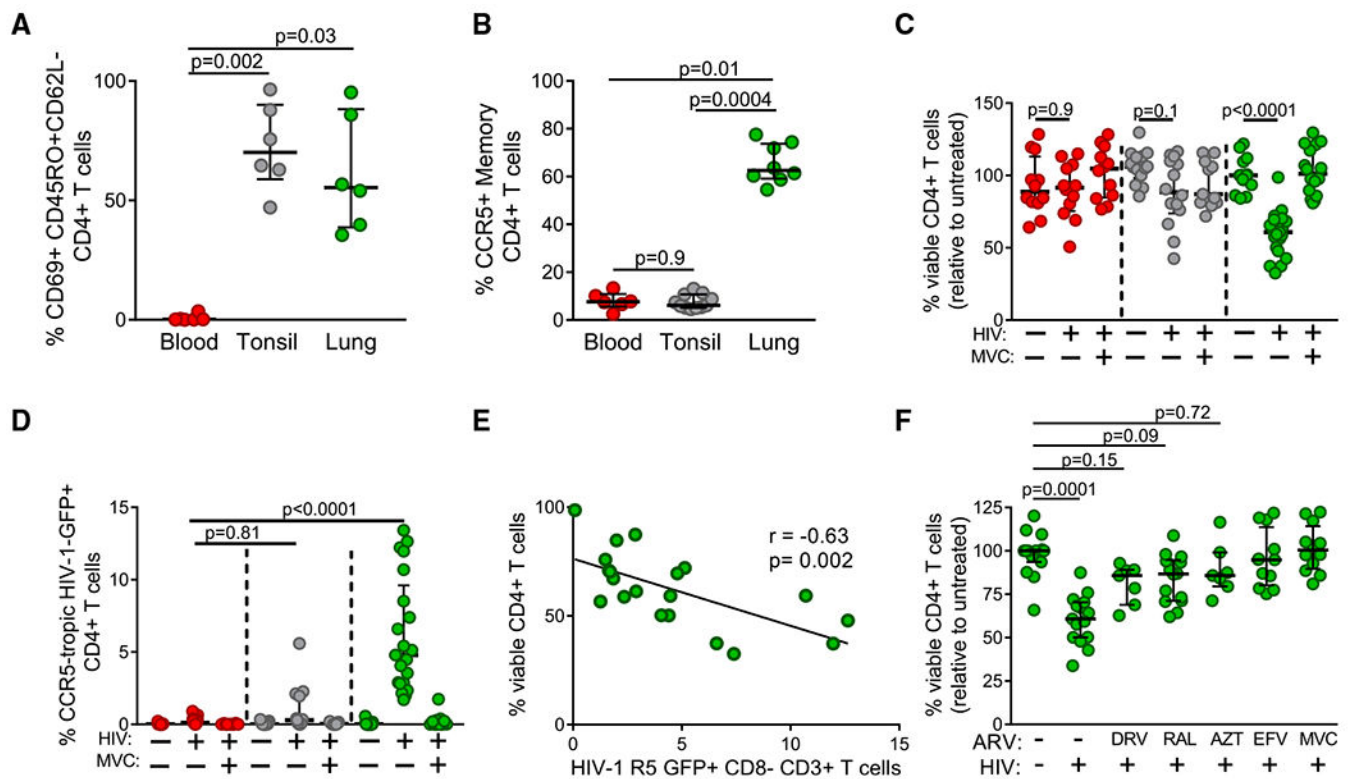 A
% CD69+ CD45RO+CD62L-
CD4+ T cells
p=0.03
p=0.002
100
50
0
Blood Tonsil Lung
B
% CCR5+ Memory
CD4+ T cells
p=0.01
p=0.0004
p=0.9
100
80
60
40
20
0
Blood Tonsil Lung
C
% viable CD4+ T cells
(relative to untreated)
150
100
50
0
p=0.9 p=0.1 p<0.0001
HIV: − + + − + + − + +
MVC: − − + − − + − − +
D
% CCR5-tropic HIV-1-GFP+
CD4+ T cells
15
10
5
0
p<0.0001
p=0.81
HIV: − + + − + + − + +
MVC: − − + − − + − − +
E
% viable CD4+ T cells
100
50
0
r = -0.63
p= 0.002
0 5 10 15
HIV-1 R5 GFP+ CD8- CD3+ T cells
F
% viable CD4+ T cells
(relative to untreated)
p=0.72
p=0.09
p=0.15
p=0.0001
125
100
75
50
25
0
ARV: - - DRV RAL AZT EFV MVC
HIV: - + + + + + +